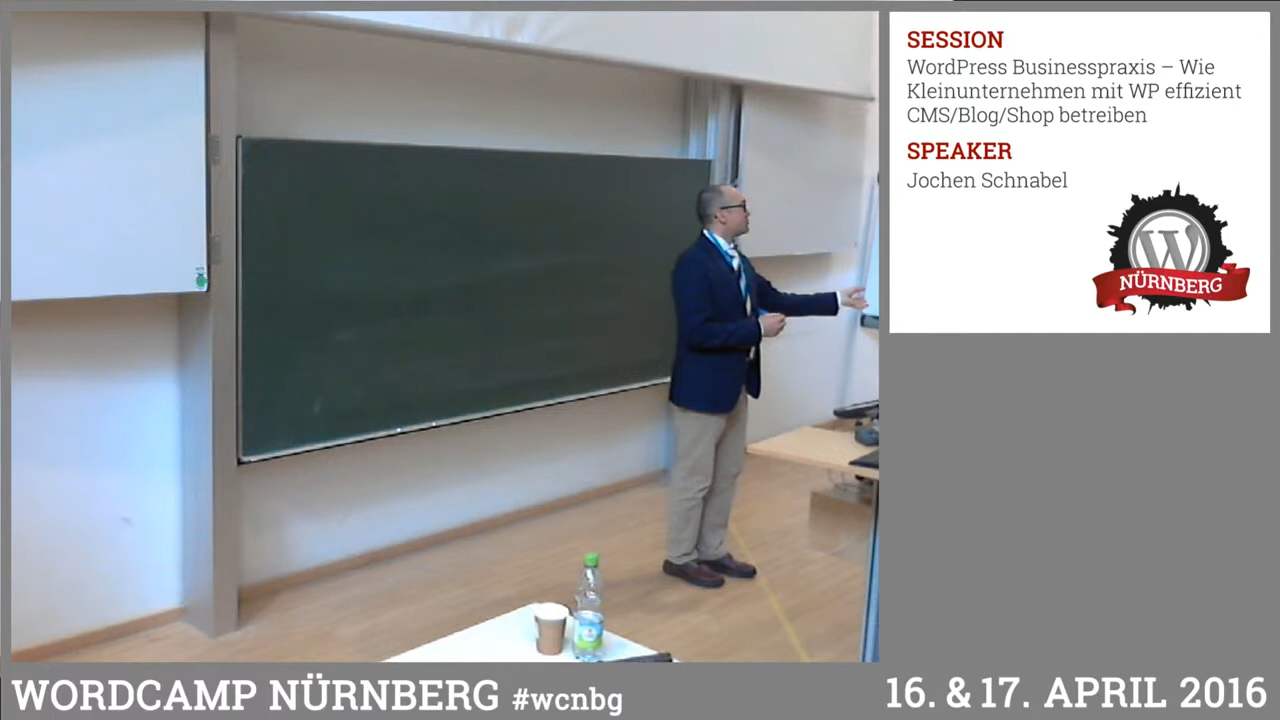 SESSION
WordPress Businesspraxis – Wie
Kleinunternehmen mit WP effizient
CMS/Blog/Shop betreiben
SPEAKER
Jochen Schnabel
W
NÜRNBERG
WORDCAMP NÜRNBERG #wcnbg
16. & 17. APRIL 2016